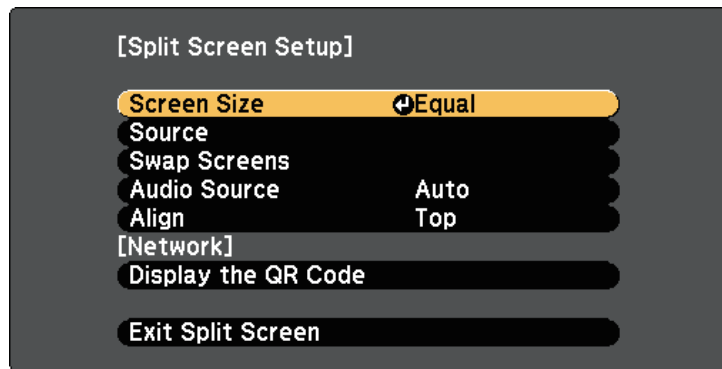 [Split Screen Setup]
Screen Size Equal
Source
Swap Screens
Audio Source Auto
Align Top
[Network]
Display the QR Code
Exit Split Screen